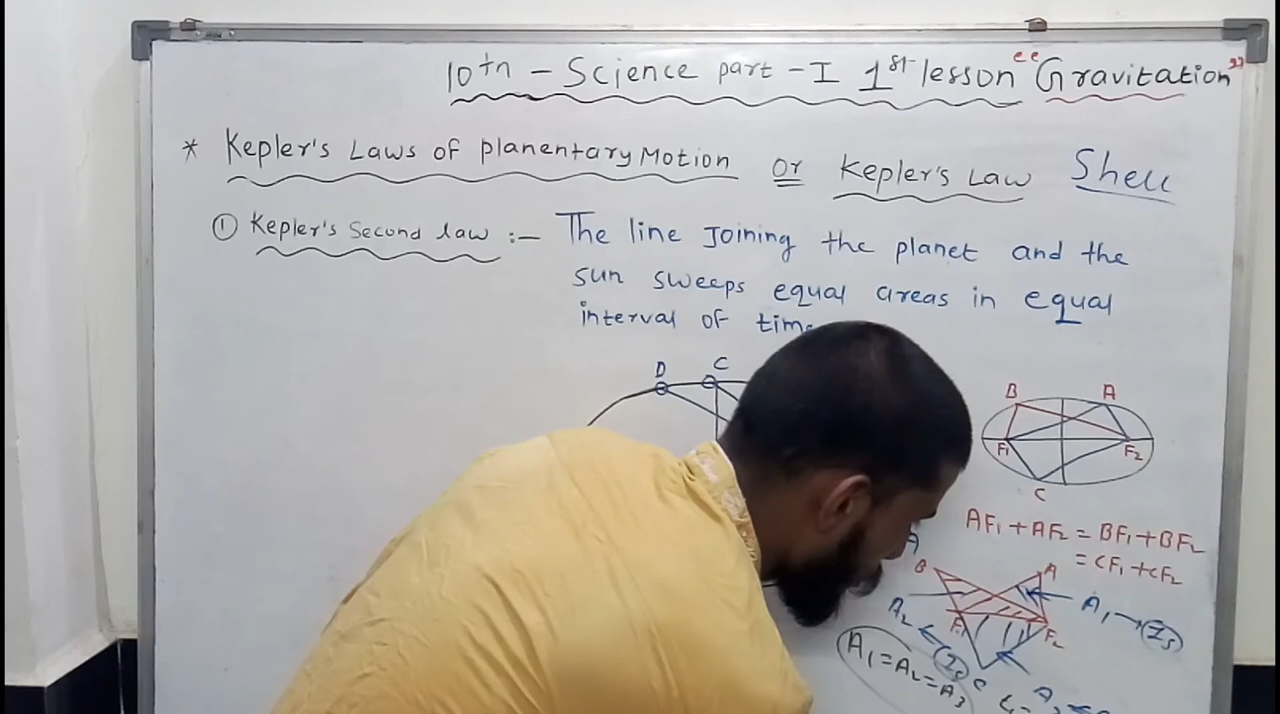 10th - Science part - I 1st lesson "Gravitation"
* Kepler's Laws of planentary Motion or Kepler's Law Shell
① Kepler's Second law :- The line Joining the planet and the
sun sweeps equal areas in equal
interval of
D C
B A
F1 F2
C
AF1 + AF2 = BF1 + BF2
= CF1 + CF2
A
B A
A2 F1 F2 A1
A1 = A2 = A3
C